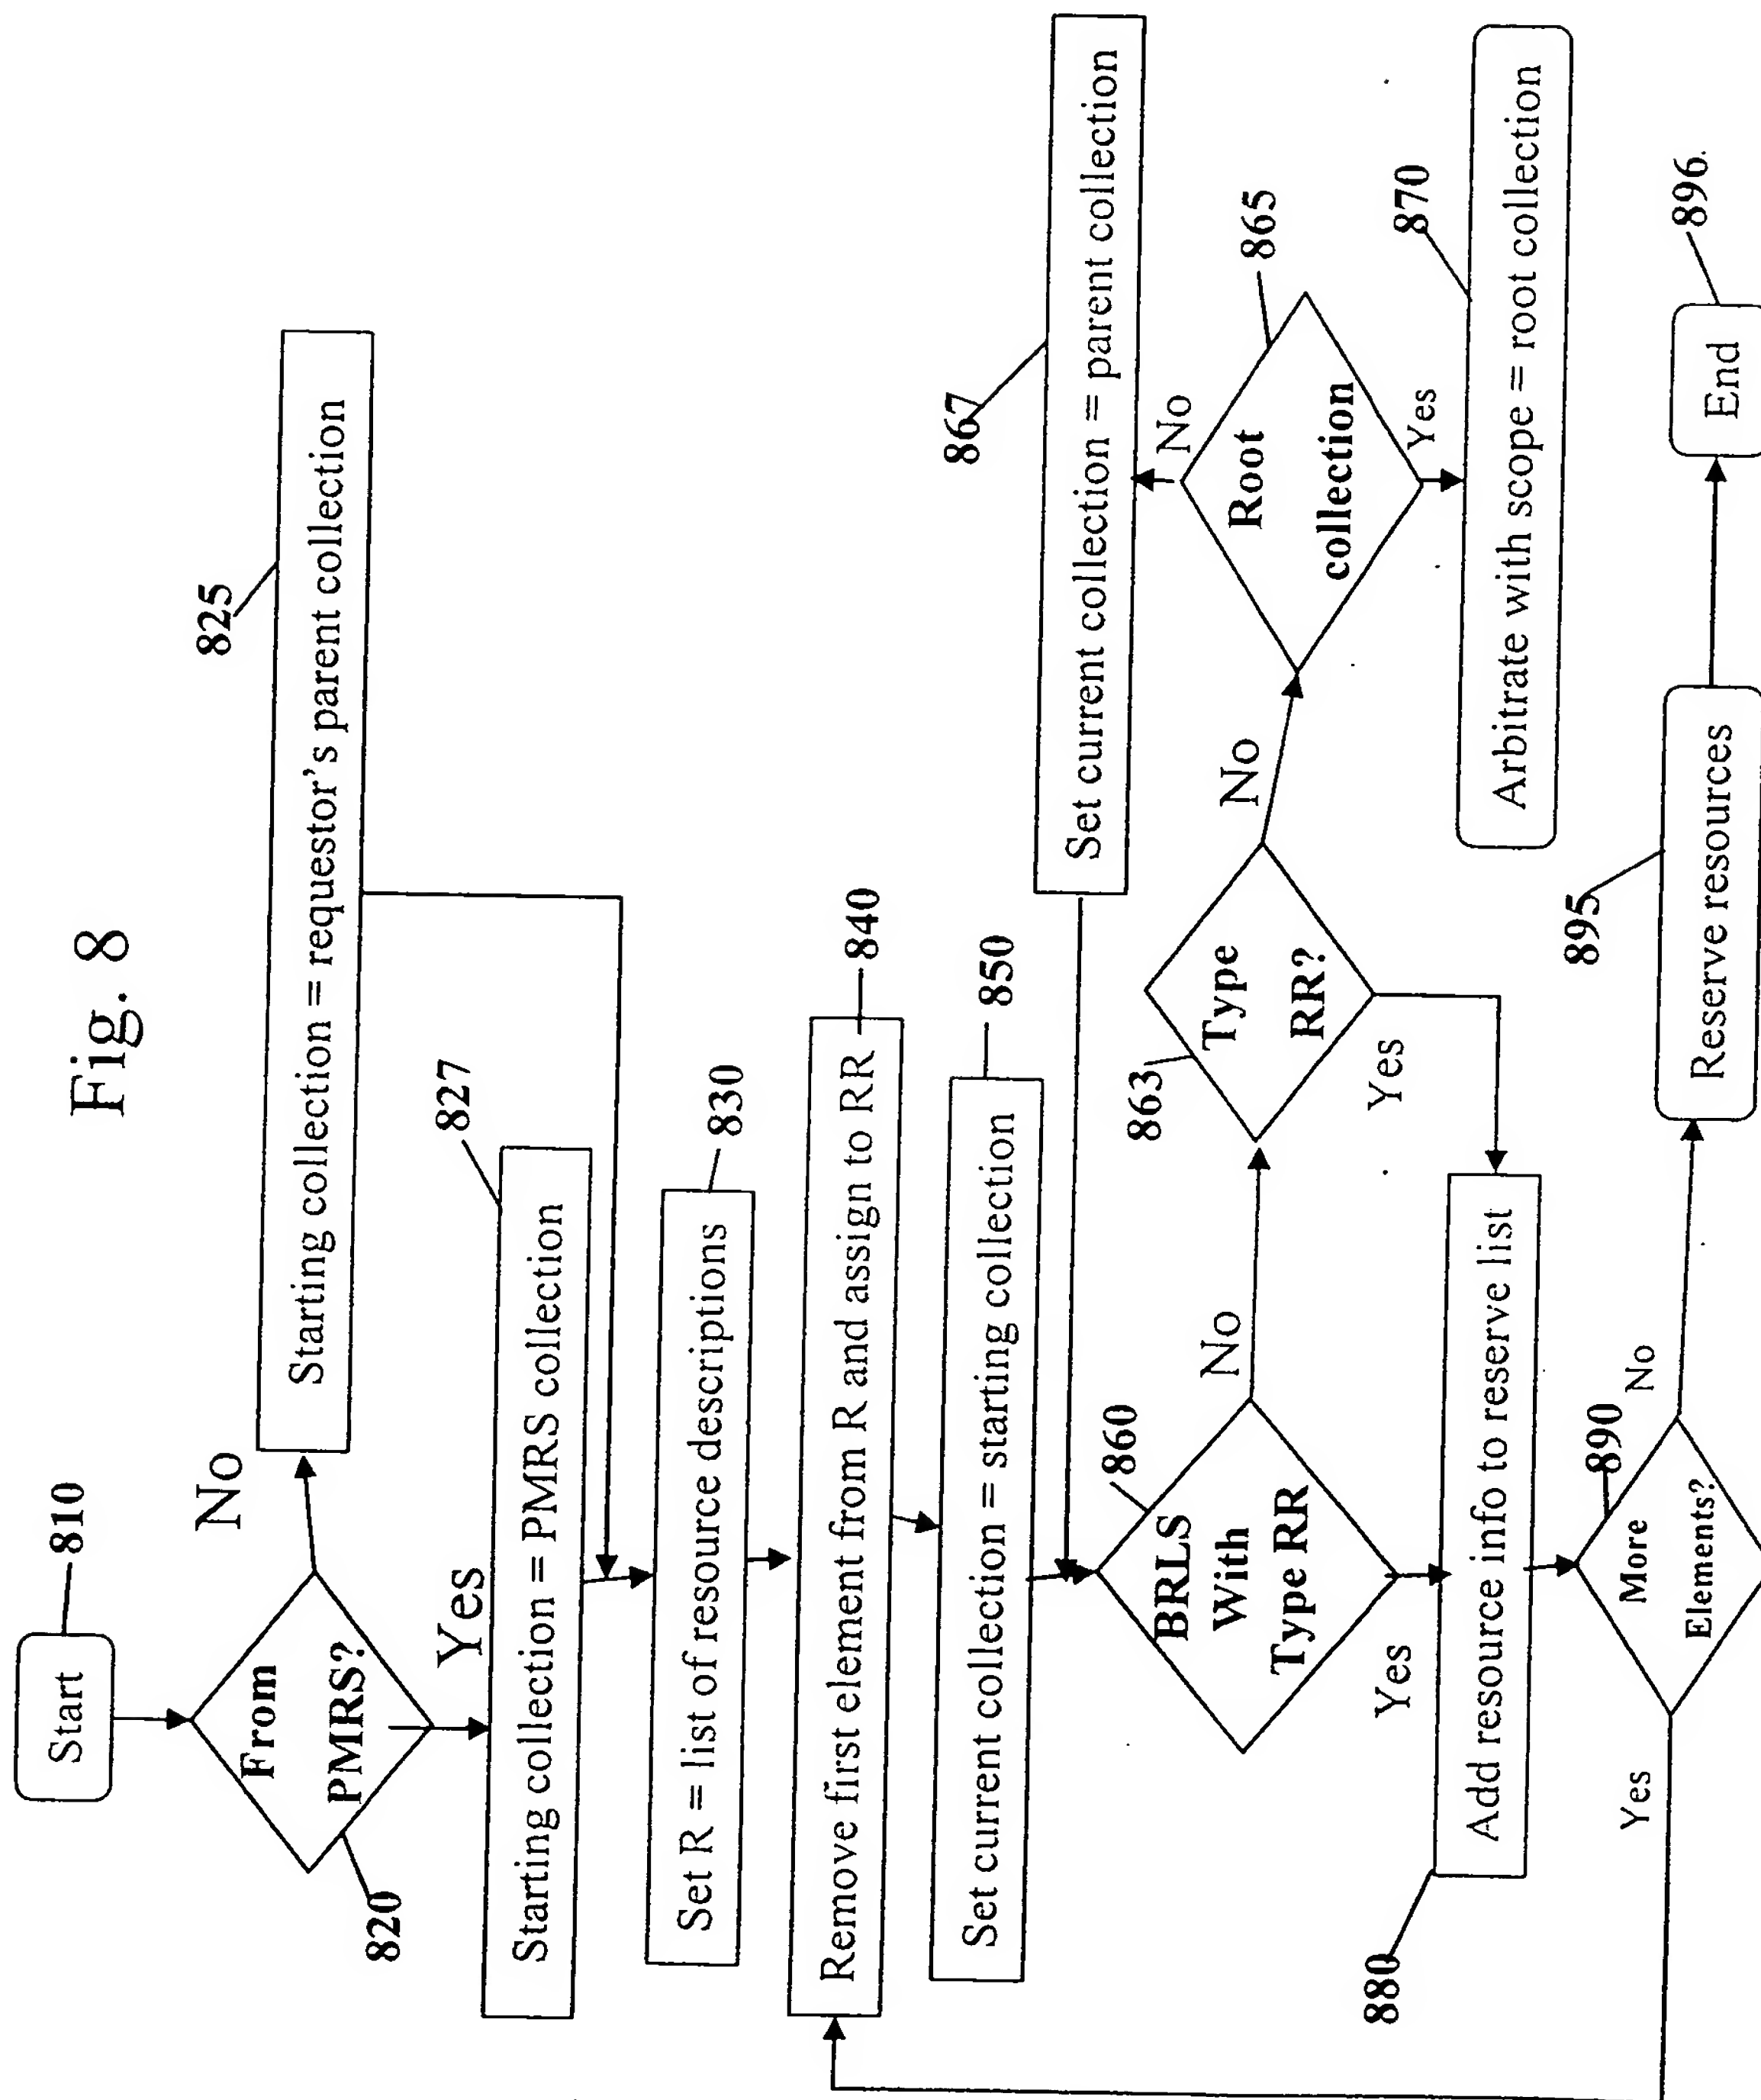 Fig. 8
Start
810
From
PMRS?
820
No
Starting collection = requestor's parent collection
825
Yes
Starting collection = PMRS collection
827
Set R = list of resource descriptions
830
Remove first element from R and assign to RR
840
Set current collection = starting collection
850
BRLS
With
Type RR
860
No
Type
RR?
863
No
Root
collection
865
No
Set current collection = parent collection
867
Yes
Arbitrate with scope = root collection
870
Yes
Yes
Add resource info to reserve list
880
More
Elements?
890
Yes
No
Reserve resources
895
End
896.